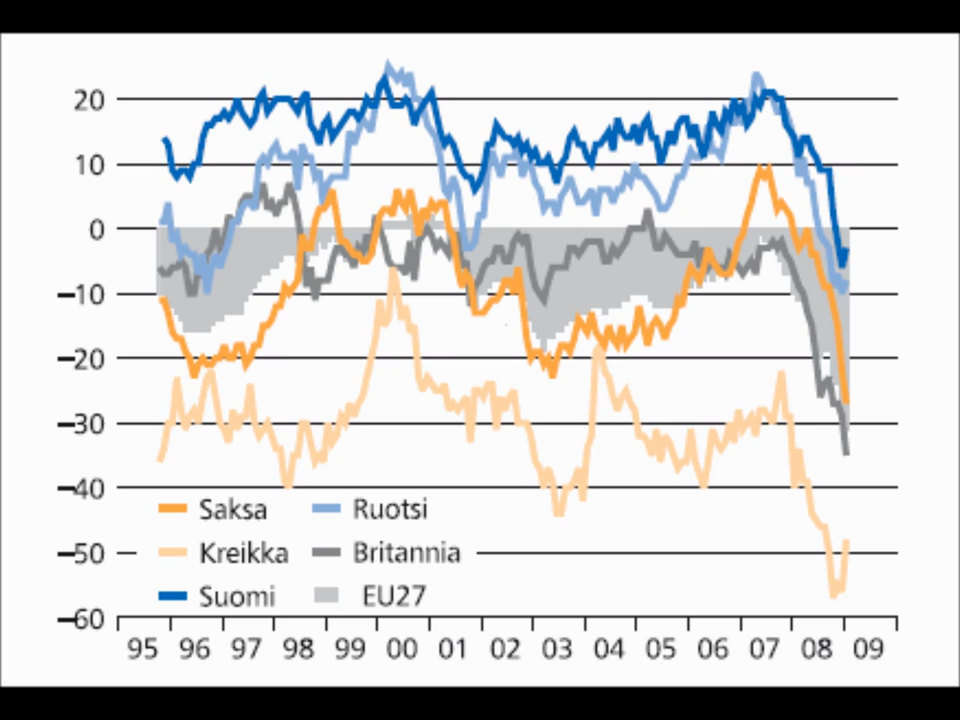 20
10
0
–10
–20
–30
–40
–50
–60
Saksa Ruotsi
Kreikka Britannia
Suomi EU27
95 96 97 98 99 00 01 02 03 04 05 06 07 08 09